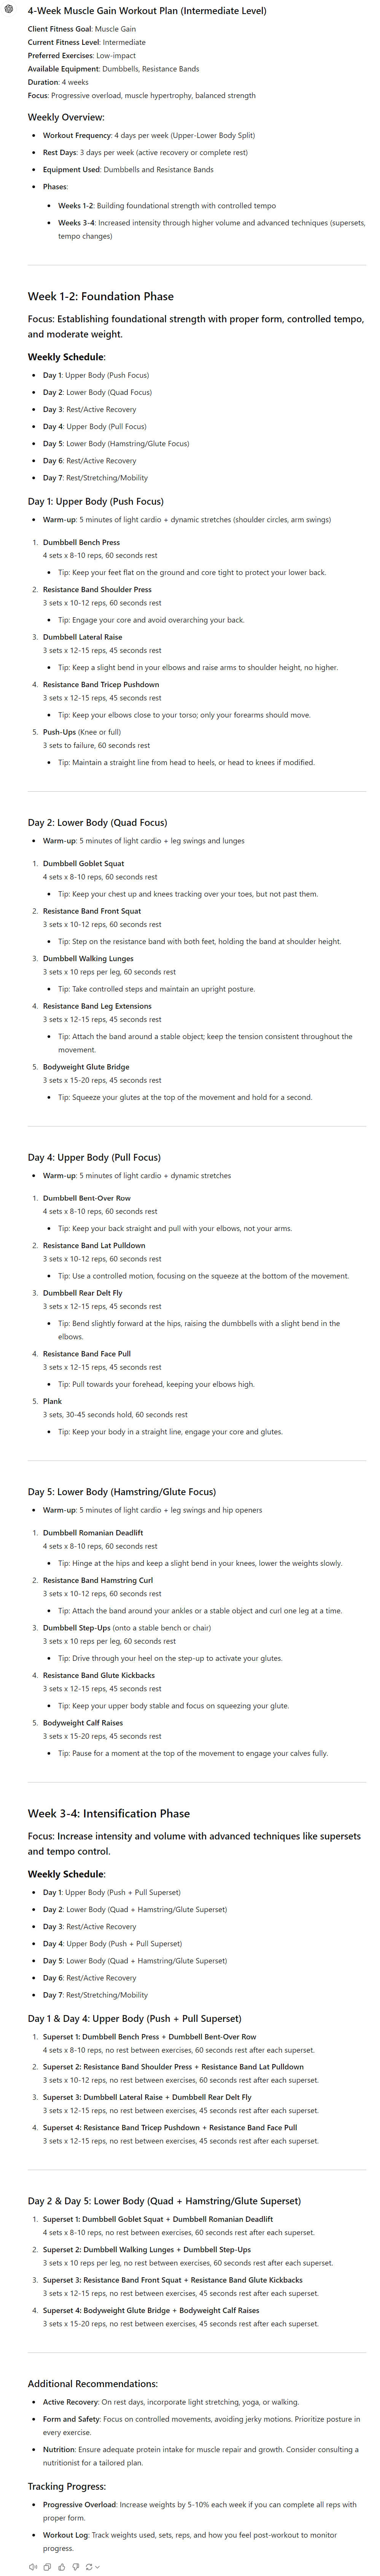 4-Week Muscle Gain Workout Plan (Intermediate Level)
Client Fitness Goal: Muscle Gain
Current Fitness Level: Intermediate
Preferred Exercises: Low-impact
Available Equipment: Dumbbells, Resistance Bands
Duration: 4 weeks
Focus: Progressive overload, muscle hypertrophy, balanced strength
Weekly Overview:
• Workout Frequency: 4 days per week (Upper-Lower Body Split)
• Rest Days: 3 days per week (active recovery or complete rest)
• Equipment Used: Dumbbells and Resistance Bands
• Phases:
• Weeks 1-2: Building foundational strength with controlled tempo
• Weeks 3-4: Increased intensity through higher volume and advanced techniques (supersets,
tempo changes)
Week 1-2: Foundation Phase
Focus: Establishing foundational strength with proper form, controlled tempo,
and moderate weight.
Weekly Schedule:
• Day 1: Upper Body (Push Focus)
• Day 2: Lower Body (Quad Focus)
• Day 3: Rest/Active Recovery
• Day 4: Upper Body (Pull Focus)
• Day 5: Lower Body (Hamstring/Glute Focus)
• Day 6: Rest/Active Recovery
• Day 7: Rest/Stretching/Mobility
Day 1: Upper Body (Push Focus)
• Warm-up: 5 minutes of light cardio + dynamic stretches (shoulder circles, arm swings)
1. Dumbbell Bench Press
4 sets x 8-10 reps, 60 seconds rest
• Tip: Keep your feet flat on the ground and core tight to protect your lower back.
2. Resistance Band Shoulder Press
3 sets x 10-12 reps, 60 seconds rest
• Tip: Engage your core and avoid overarching your back.
3. Dumbbell Lateral Raise
3 sets x 12-15 reps, 45 seconds rest
• Tip: Keep a slight bend in your elbows and raise arms to shoulder height, no higher.
4. Resistance Band Tricep Pushdown
3 sets x 12-15 reps, 45 seconds rest
• Tip: Keep your elbows close to your torso; only your forearms should move.
5. Push-Ups (Knee or full)
3 sets to failure, 60 seconds rest
• Tip: Maintain a straight line from head to heels, or head to knees if modified.
Day 2: Lower Body (Quad Focus)
• Warm-up: 5 minutes of light cardio + leg swings and lunges
1. Dumbbell Goblet Squat
4 sets x 8-10 reps, 60 seconds rest
• Tip: Keep your chest up and knees tracking over your toes, but not past them.
2. Resistance Band Front Squat
3 sets x 10-12 reps, 60 seconds rest
• Tip: Step on the resistance band with both feet, holding the band at shoulder height.
3. Dumbbell Walking Lunges
3 sets x 10 reps per leg, 60 seconds rest
• Tip: Take controlled steps and maintain an upright posture.
4. Resistance Band Leg Extensions
3 sets x 12-15 reps, 45 seconds rest
• Tip: Attach the band around a stable object; keep the tension consistent throughout the
movement.
5. Bodyweight Glute Bridge
3 sets x 15-20 reps, 45 seconds rest
• Tip: Squeeze your glutes at the top of the movement and hold for a second.
Day 4: Upper Body (Pull Focus)
• Warm-up: 5 minutes of light cardio + dynamic stretches
1. Dumbbell Bent-Over Row
4 sets x 8-10 reps, 60 seconds rest
• Tip: Keep your back straight and pull with your elbows, not your arms.
2. Resistance Band Lat Pulldown
3 sets x 10-12 reps, 60 seconds rest
• Tip: Use a controlled motion, focusing on the squeeze at the bottom of the movement.
3. Dumbbell Rear Delt Fly
3 sets x 12-15 reps, 45 seconds rest
• Tip: Bend slightly forward at the hips, raising the dumbbells with a slight bend in the
elbows.
4. Resistance Band Face Pull
3 sets x 12-15 reps, 45 seconds rest
• Tip: Pull towards your forehead, keeping your elbows high.
5. Plank
3 sets, 30-45 seconds hold, 60 seconds rest
• Tip: Keep your body in a straight line, engage your core and glutes.
Day 5: Lower Body (Hamstring/Glute Focus)
• Warm-up: 5 minutes of light cardio + leg swings and hip openers
1. Dumbbell Romanian Deadlift
4 sets x 8-10 reps, 60 seconds rest
• Tip: Hinge at the hips and keep a slight bend in your knees, lower the weights slowly.
2. Resistance Band Hamstring Curl
3 sets x 10-12 reps, 60 seconds rest
• Tip: Attach the band around your ankles or a stable object and curl one leg at a time.
3. Dumbbell Step-Ups (onto a stable bench or chair)
3 sets x 10 reps per leg, 60 seconds rest
• Tip: Drive through your heel on the step-up to activate your glutes.
4. Resistance Band Glute Kickbacks
3 sets x 12-15 reps, 45 seconds rest
• Tip: Keep your upper body stable and focus on squeezing your glute.
5. Bodyweight Calf Raises
3 sets x 15-20 reps, 45 seconds rest
• Tip: Pause for a moment at the top of the movement to engage your calves fully.
Week 3-4: Intensification Phase
Focus: Increase intensity and volume with advanced techniques like supersets
and tempo control.
Weekly Schedule:
• Day 1: Upper Body (Push + Pull Superset)
• Day 2: Lower Body (Quad + Hamstring/Glute Superset)
• Day 3: Rest/Active Recovery
• Day 4: Upper Body (Push + Pull Superset)
• Day 5: Lower Body (Quad + Hamstring/Glute Superset)
• Day 6: Rest/Active Recovery
• Day 7: Rest/Stretching/Mobility
Day 1 & Day 4: Upper Body (Push + Pull Superset)
1. Superset 1: Dumbbell Bench Press + Dumbbell Bent-Over Row
4 sets x 8-10 reps, no rest between exercises, 60 seconds rest after each superset.
2. Superset 2: Resistance Band Shoulder Press + Resistance Band Lat Pulldown
3 sets x 10-12 reps, no rest between exercises, 60 seconds rest after each superset.
3. Superset 3: Dumbbell Lateral Raise + Dumbbell Rear Delt Fly
3 sets x 12-15 reps, no rest between exercises, 45 seconds rest after each superset.
4. Superset 4: Resistance Band Tricep Pushdown + Resistance Band Face Pull
3 sets x 12-15 reps, no rest between exercises, 45 seconds rest after each superset.
Day 2 & Day 5: Lower Body (Quad + Hamstring/Glute Superset)
1. Superset 1: Dumbbell Goblet Squat + Dumbbell Romanian Deadlift
4 sets x 8-10 reps, no rest between exercises, 60 seconds rest after each superset.
2. Superset 2: Dumbbell Walking Lunges + Dumbbell Step-Ups
3 sets x 10 reps per leg, no rest between exercises, 60 seconds rest after each superset.
3. Superset 3: Resistance Band Front Squat + Resistance Band Glute Kickbacks
3 sets x 12-15 reps, no rest between exercises, 45 seconds rest after each superset.
4. Superset 4: Bodyweight Glute Bridge + Bodyweight Calf Raises
3 sets x 15-20 reps, no rest between exercises, 45 seconds rest after each superset.
Additional Recommendations:
• Active Recovery: On rest days, incorporate light stretching, yoga, or walking.
• Form and Safety: Focus on controlled movements, avoiding jerky motions. Prioritize posture in
every exercise.
• Nutrition: Ensure adequate protein intake for muscle repair and growth. Consider consulting a
nutritionist for a tailored plan.
Tracking Progress:
• Progressive Overload: Increase weights by 5-10% each week if you can complete all reps with
proper form.
• Workout Log: Track weights used, sets, reps, and how you feel post-workout to monitor
progress.